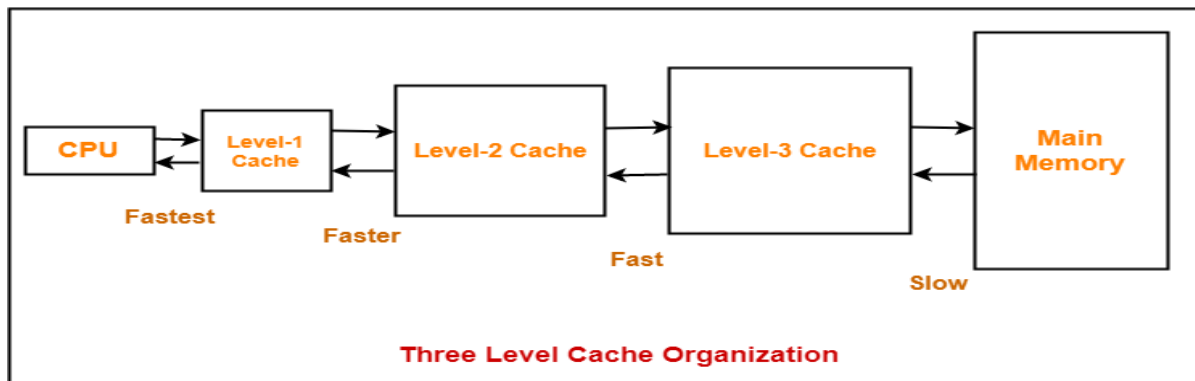 CPU
Level-1
Cache
Level-2 Cache
Level-3 Cache
Main
Memory
Fastest
Faster
Fast
Slow
Three Level Cache Organization